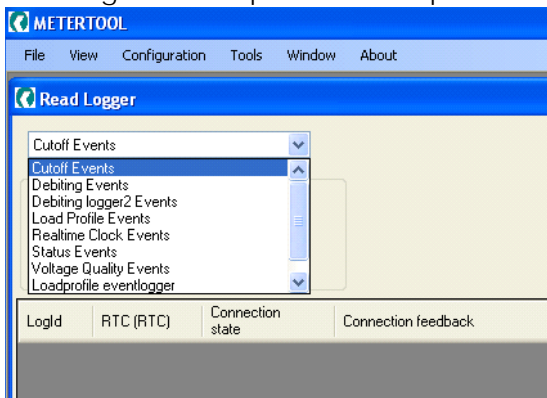 METERTOOL
File View Configuration Tools Window About
Read Logger
Cutoff Events
Cutoff Events
Debiting Events
Debiting logger2 Events
Load Profile Events
Realtime Clock Events
Status Events
Voltage Quality Events
Loadprofile eventlogger
LogId RTC (RTC) Connection state Connection feedback